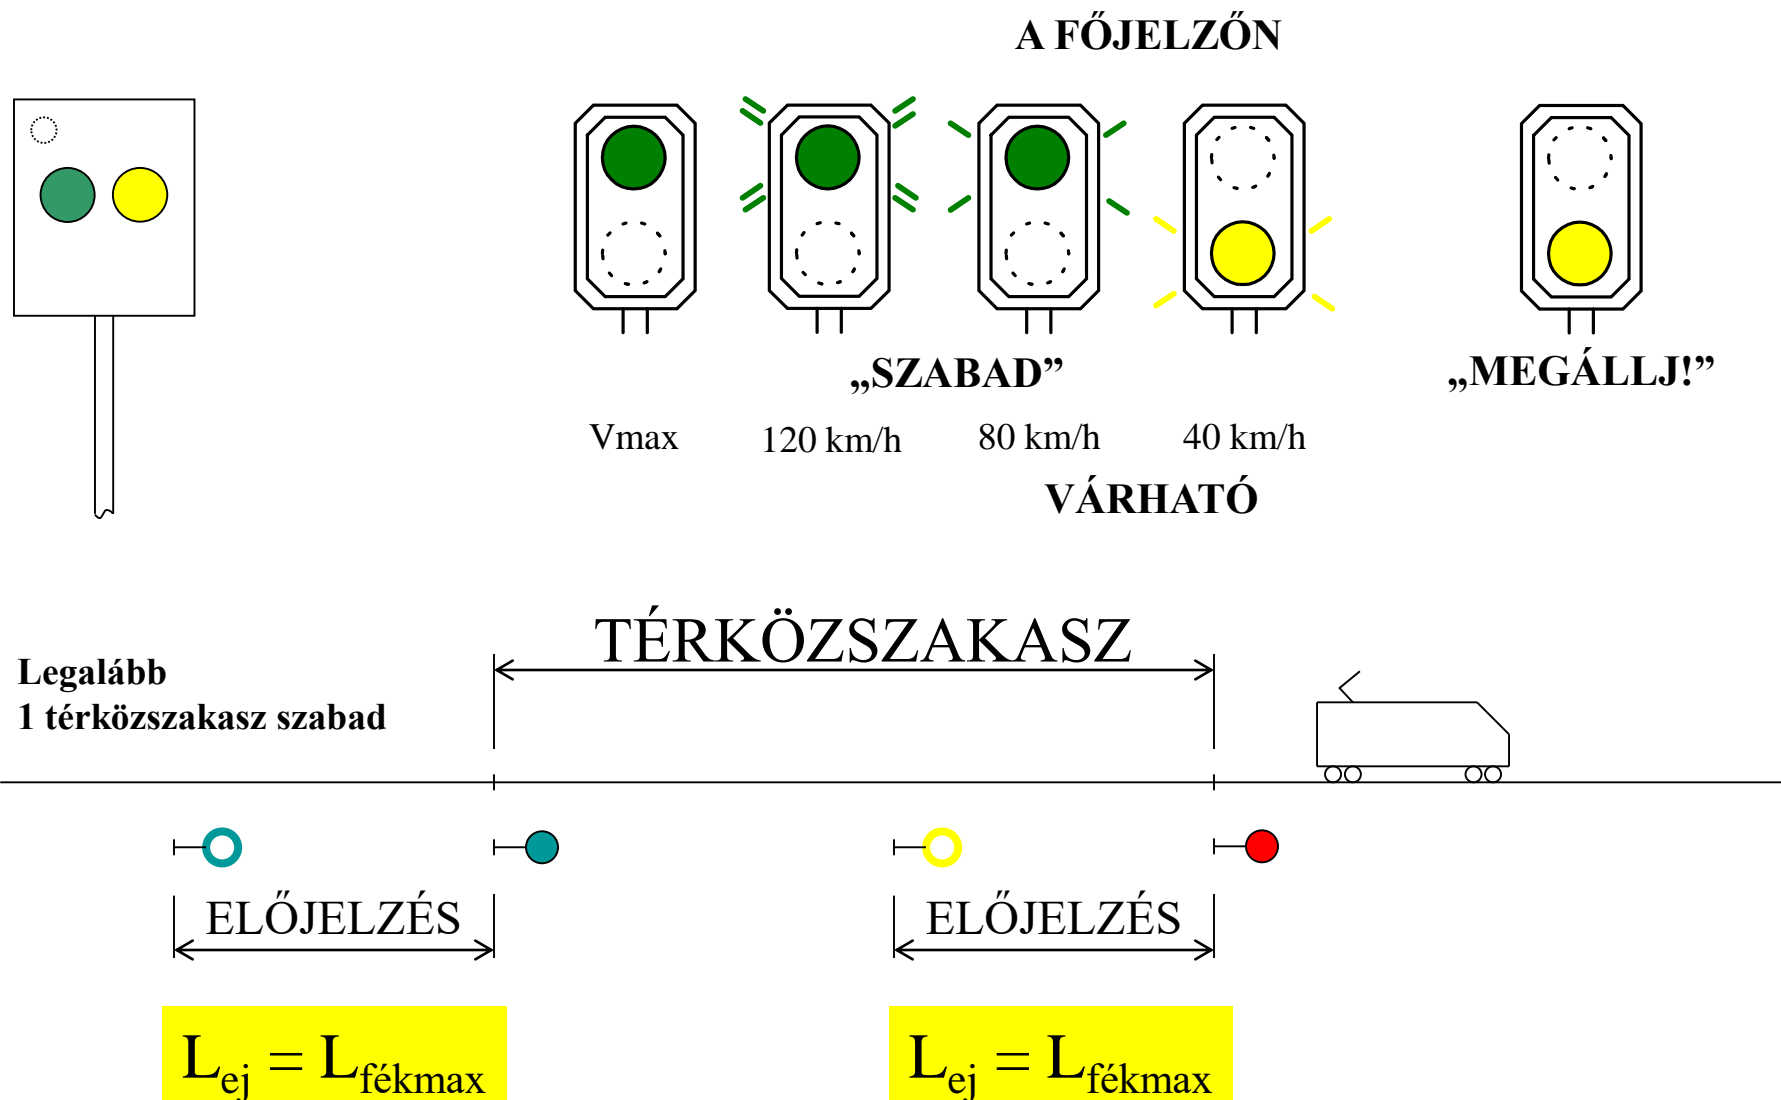 A FŐJELZŐN
„SZABAD”
„MEGÁLLJ!”
Vmax
120 km/h
80 km/h
40 km/h
VÁRHATÓ
TÉRKÖZSZAKASZ
Legalább
1 térközszakasz szabad
ELŐJELZÉS
ELŐJELZÉS
Lej = Lfékmax
Lej = Lfékmax